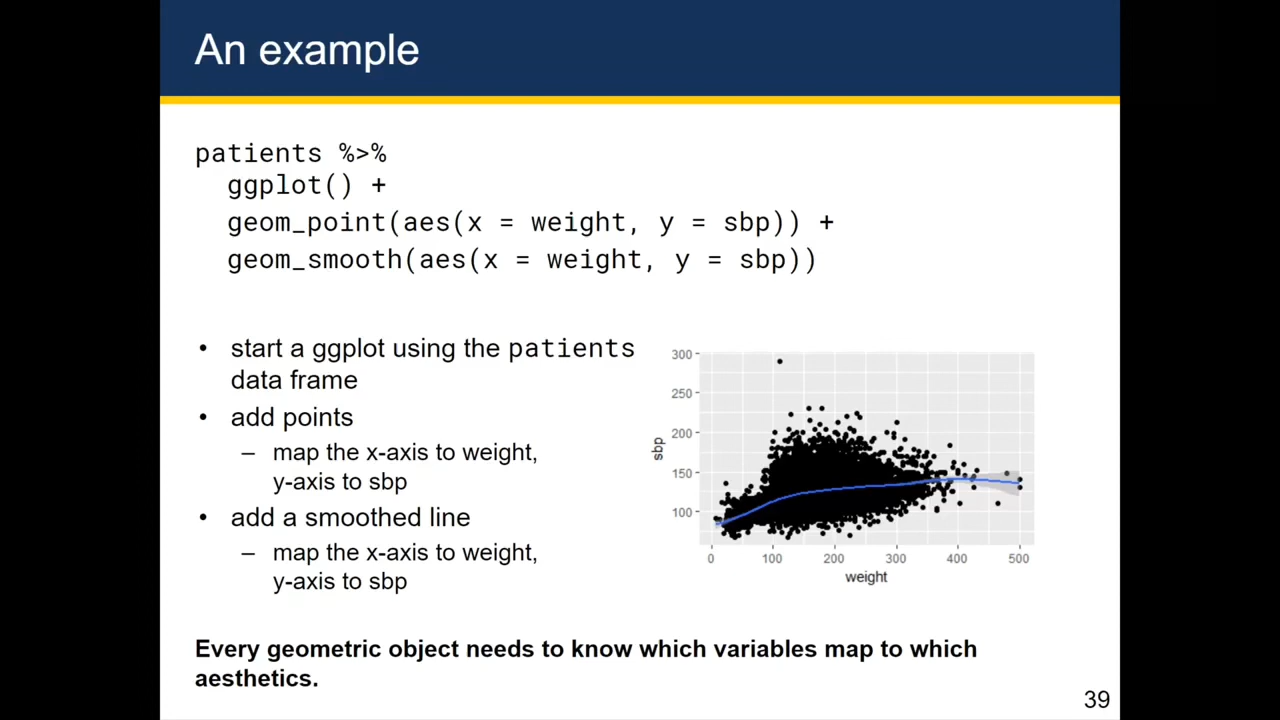 An example
patients %>%
ggplot() +
geom_point(aes(x = weight, y = sbp)) +
geom_smooth(aes(x = weight, y = sbp))
• start a ggplot using the patients
data frame
• add points
– map the x-axis to weight,
y-axis to sbp
• add a smoothed line
– map the x-axis to weight,
y-axis to sbp
300
250
200
150
100
sbp
0 100 200 300 400 500
weight
Every geometric object needs to know which variables map to which
aesthetics.
39